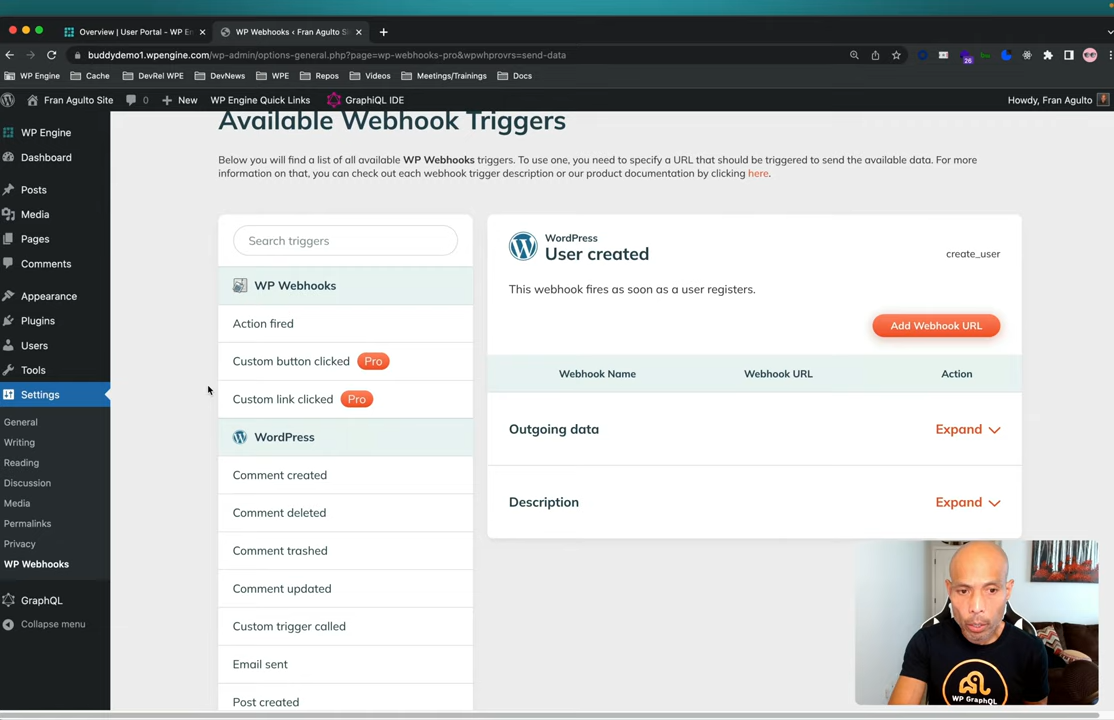 Overview | User Portal - WP En
WP Webhooks ‹ Fran Agulto Si
buddydemo1.wpengine.com/wp-admin/options-general.php?page=wp-webhooks-pro&wpwhprovrs=send-data
26
WP Engine
Cache
DevRel WPE
DevNews
WPE
Repos
Videos
Meetings/Trainings
Docs
Fran Agulto Site
0
New
WP Engine Quick Links
GraphiQL IDE
Howdy, Fran Agulto
WP Engine
Dashboard
Posts
Media
Pages
Comments
Appearance
Plugins
Users
Tools
Settings
General
Writing
Reading
Discussion
Media
Permalinks
Privacy
WP Webhooks
GraphQL
Collapse menu
Available Webhook Triggers
Below you will find a list of all available WP Webhooks triggers. To use one, you need to specify a URL that should be triggered to send the available data. For more
information on that, you can check out each webhook trigger description or our product documentation by clicking here.
Search triggers
WP Webhooks
Action fired
Custom button clicked Pro
Custom link clicked Pro
WordPress
Comment created
Comment deleted
Comment trashed
Comment updated
Custom trigger called
Email sent
Post created
WordPress
User created
create_user
This webhook fires as soon as a user registers.
Add Webhook URL
Webhook Name
Webhook URL
Action
Outgoing data
Expand
Description
Expand
WP GRAPHQL